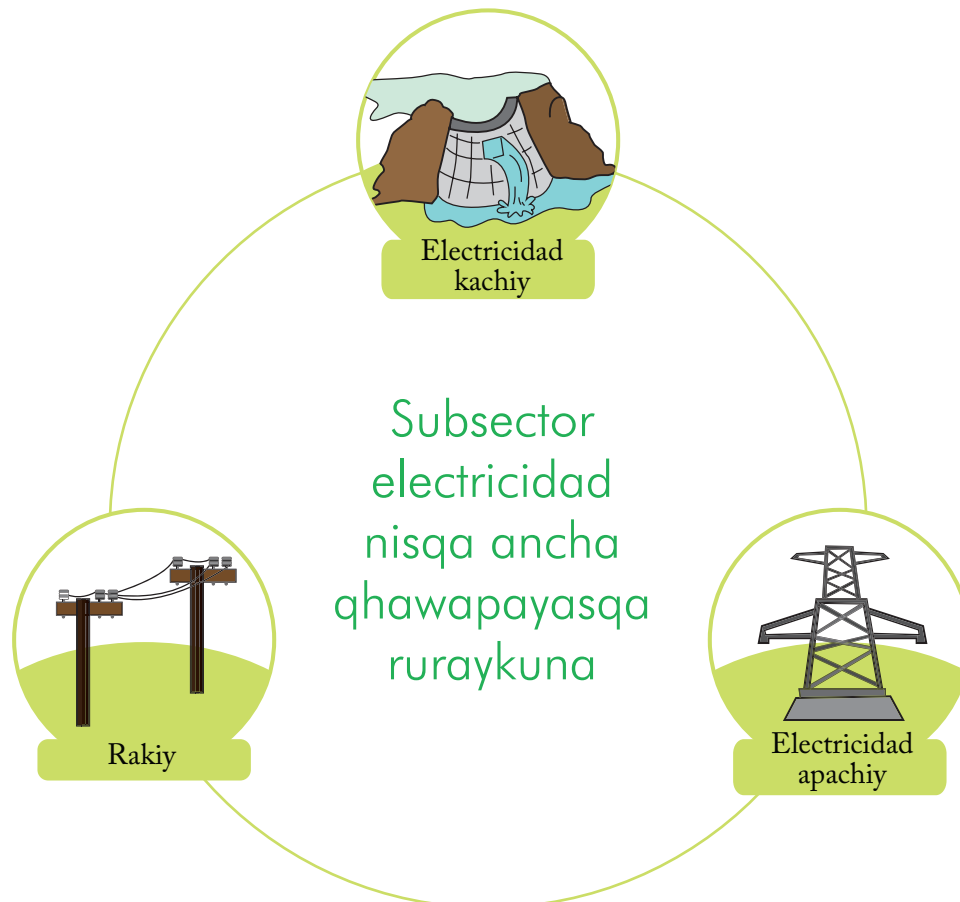 Electricidad
kachiy
Subsector
electricidad
nisqa ancha
qhawapayasqa
ruraykuna
Rakiy
Electricidad
apachiy